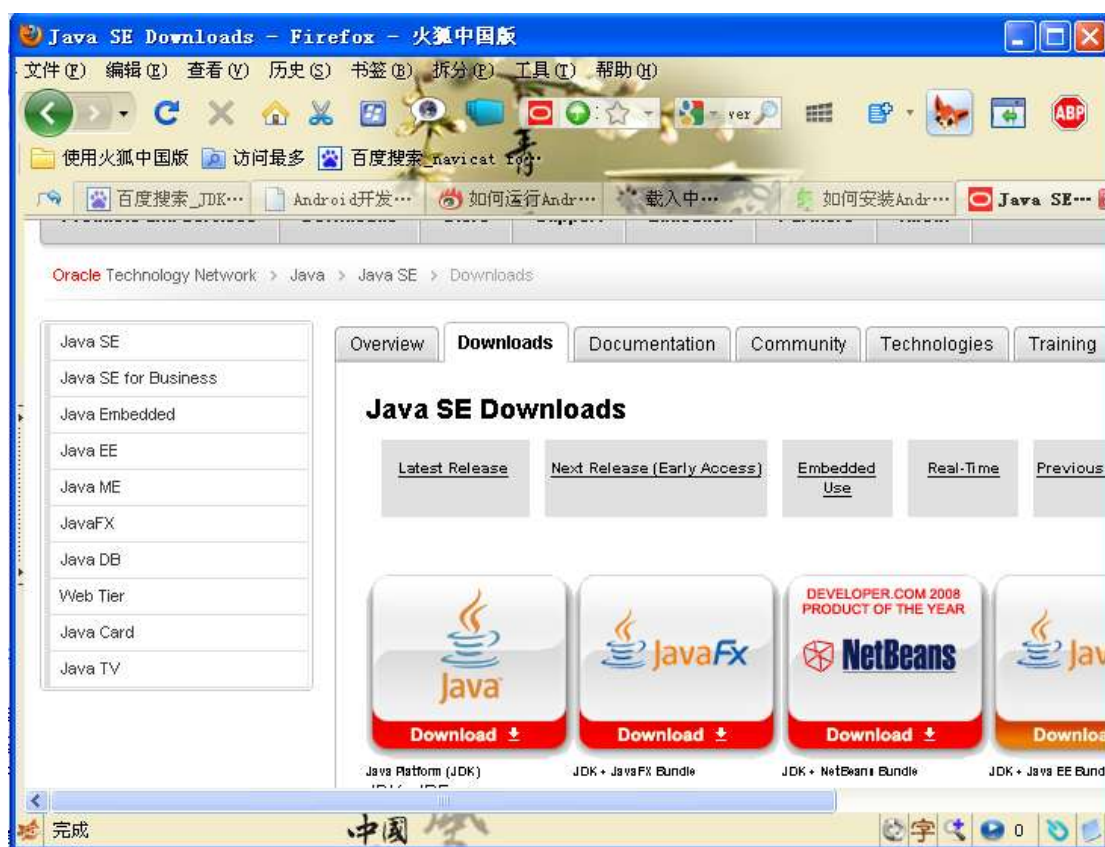 Java SE Downloads - Firefox - 火狐中国版
文件(F) 编辑(E) 查看(V) 历史(S) 书签(B) 拆分(P) 工具(T) 帮助(H)
ver
ABP
使用火狐中国版 访问最多 百度搜索_navicat for…
百度搜索_JDK… Android开发… 如何运行Andr… 载入中… 如何安装Andr… Java SE…
Oracle Technology Network > Java > Java SE > Downloads
Java SE
Java SE for Business
Java Embedded
Java EE
Java ME
JavaFX
Java DB
Web Tier
Java Card
Java TV
Overview Downloads Documentation Community Technologies Training
Java SE Downloads
Latest Release Next Release (Early Access) Embedded Use Real-Time Previous
Java
JavaFx
DEVELOPER.COM 2008
PRODUCT OF THE YEAR
NetBeans
Jav
Download Download Download Downloa
Java Platform (JDK) JDK + JavaFX Bundle JDK + NetBeans Bundle JDK + Java EE Bund
完成 中國 字 0